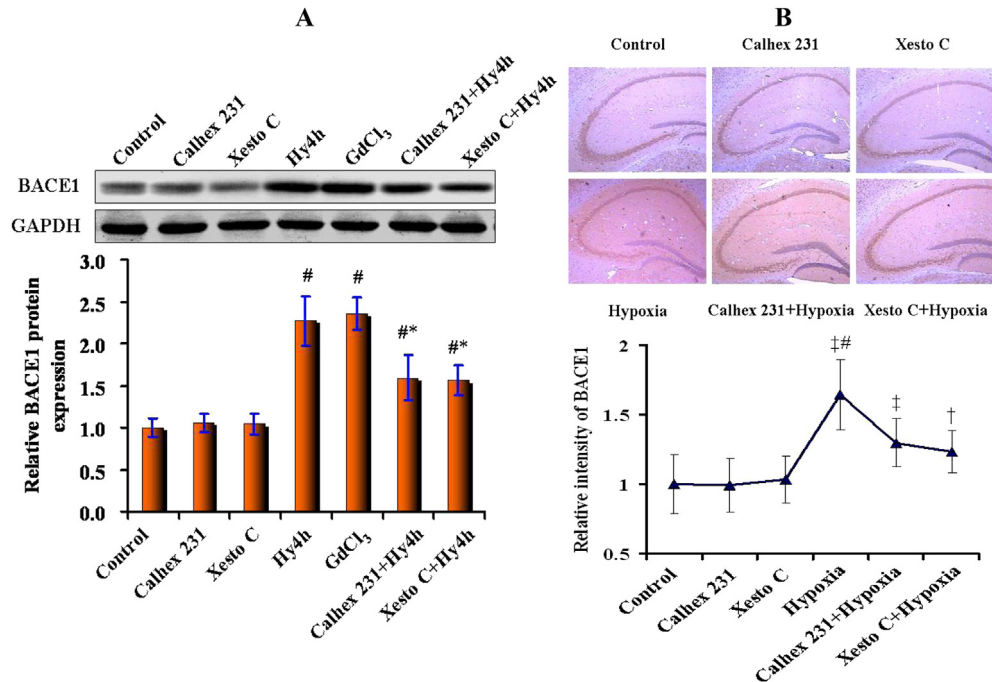 A
Control
Calhex 231
Xesto C
Hy4h
GdCl₃
Calhex 231+Hy4h
Xesto C+Hy4h
BACE1
GAPDH
Relative BACE1 protein
expression
3.0
2.5
2.0
1.5
1.0
0.5
0.0
#
#
#*
#*
Control
Calhex 231
Xesto C
Hy4h
GdCl₃
Calhex 231+Hy4h
Xesto C+Hy4h
B
Control Calhex 231 Xesto C
Hypoxia Calhex 231+Hypoxia Xesto C+Hypoxia
Relative intensity of BACE1
2
1.5
1
0.5
‡#
‡
†
Control
Calhex 231
Xesto C
Hypoxia
Calhex 231+Hypoxia
Xesto C+Hypoxia